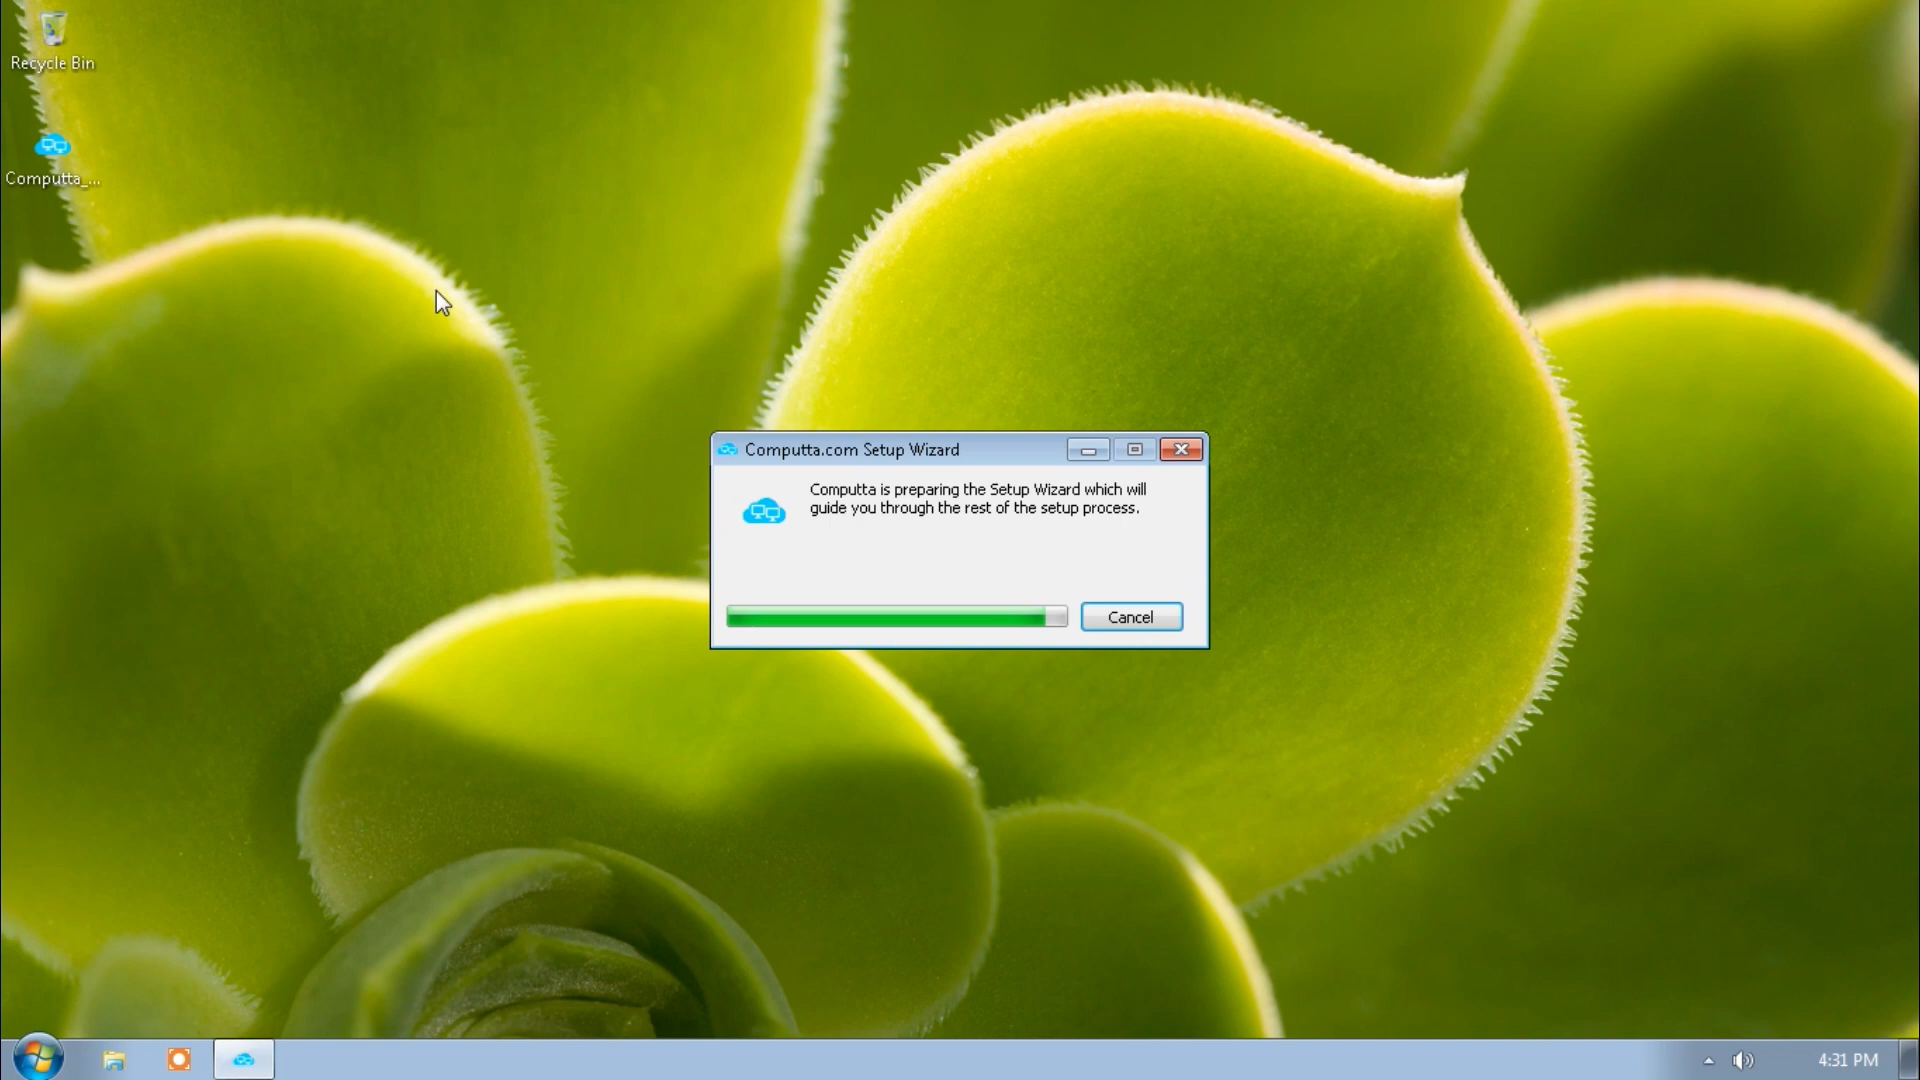 Recycle Bin
Computta_...
Computta.com Setup Wizard
Computta is preparing the Setup Wizard which will
guide you through the rest of the setup process.
Cancel
4:31 PM